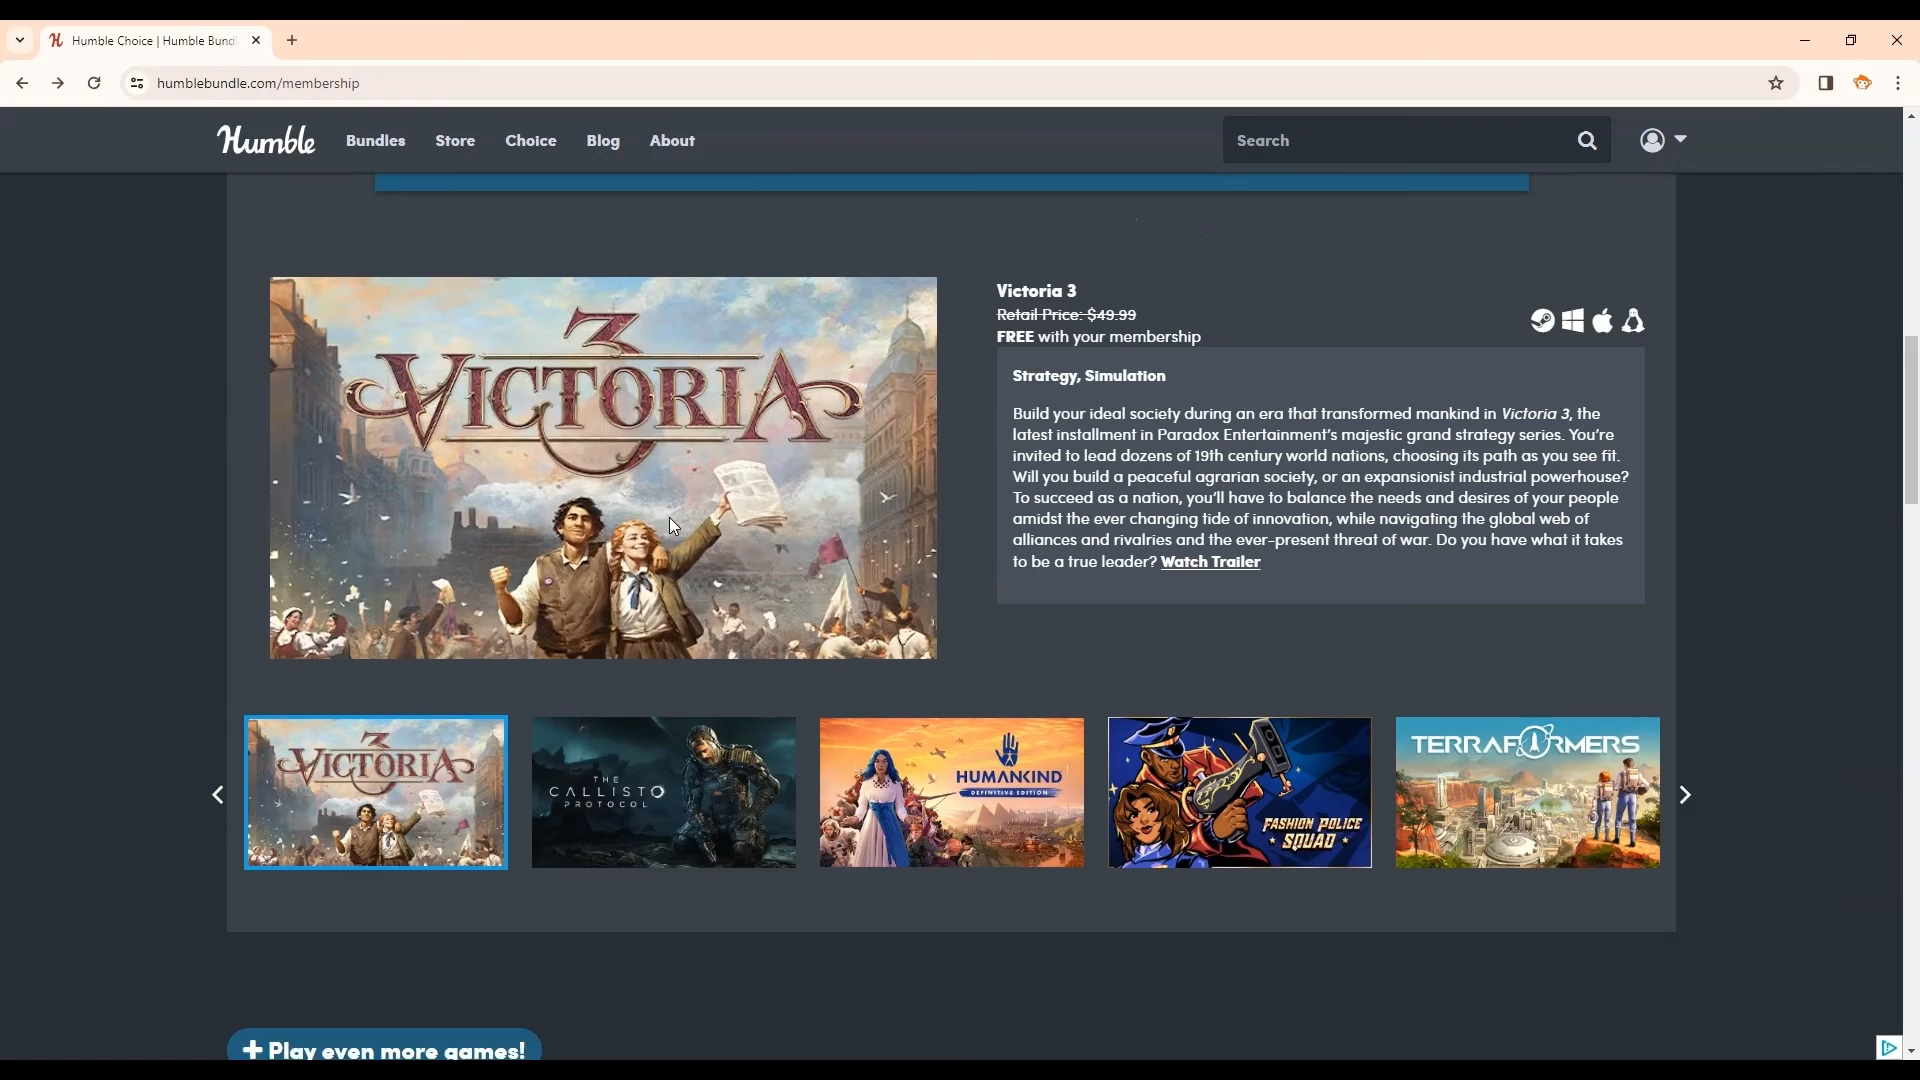 Humble Choice | Humble Bundl
humblebundle.com/membership
Humble
Bundles
Store
Choice
Blog
About
Search
3
VICTORIA
Victoria 3
Retail Price: $49.99
FREE with your membership
Strategy, Simulation
Build your ideal society during an era that transformed mankind in Victoria 3, the
latest installment in Paradox Entertainment's majestic grand strategy series. You're
invited to lead dozens of 19th century world nations, choosing its path as you see fit.
Will you build a peaceful agrarian society, or an expansionist industrial powerhouse?
To succeed as a nation, you'll have to balance the needs and desires of your people
amidst the ever changing tide of innovation, while navigating the global web of
alliances and rivalries and the ever-present threat of war. Do you have what it takes
to be a true leader? Watch Trailer
3
VICTORIA
THE
CALLISTO
PROTOCOL
HUMANKIND
DEFINITIVE EDITION
FASHION POLICE
SQUAD
TERRAFORMERS
+ Play even more games!